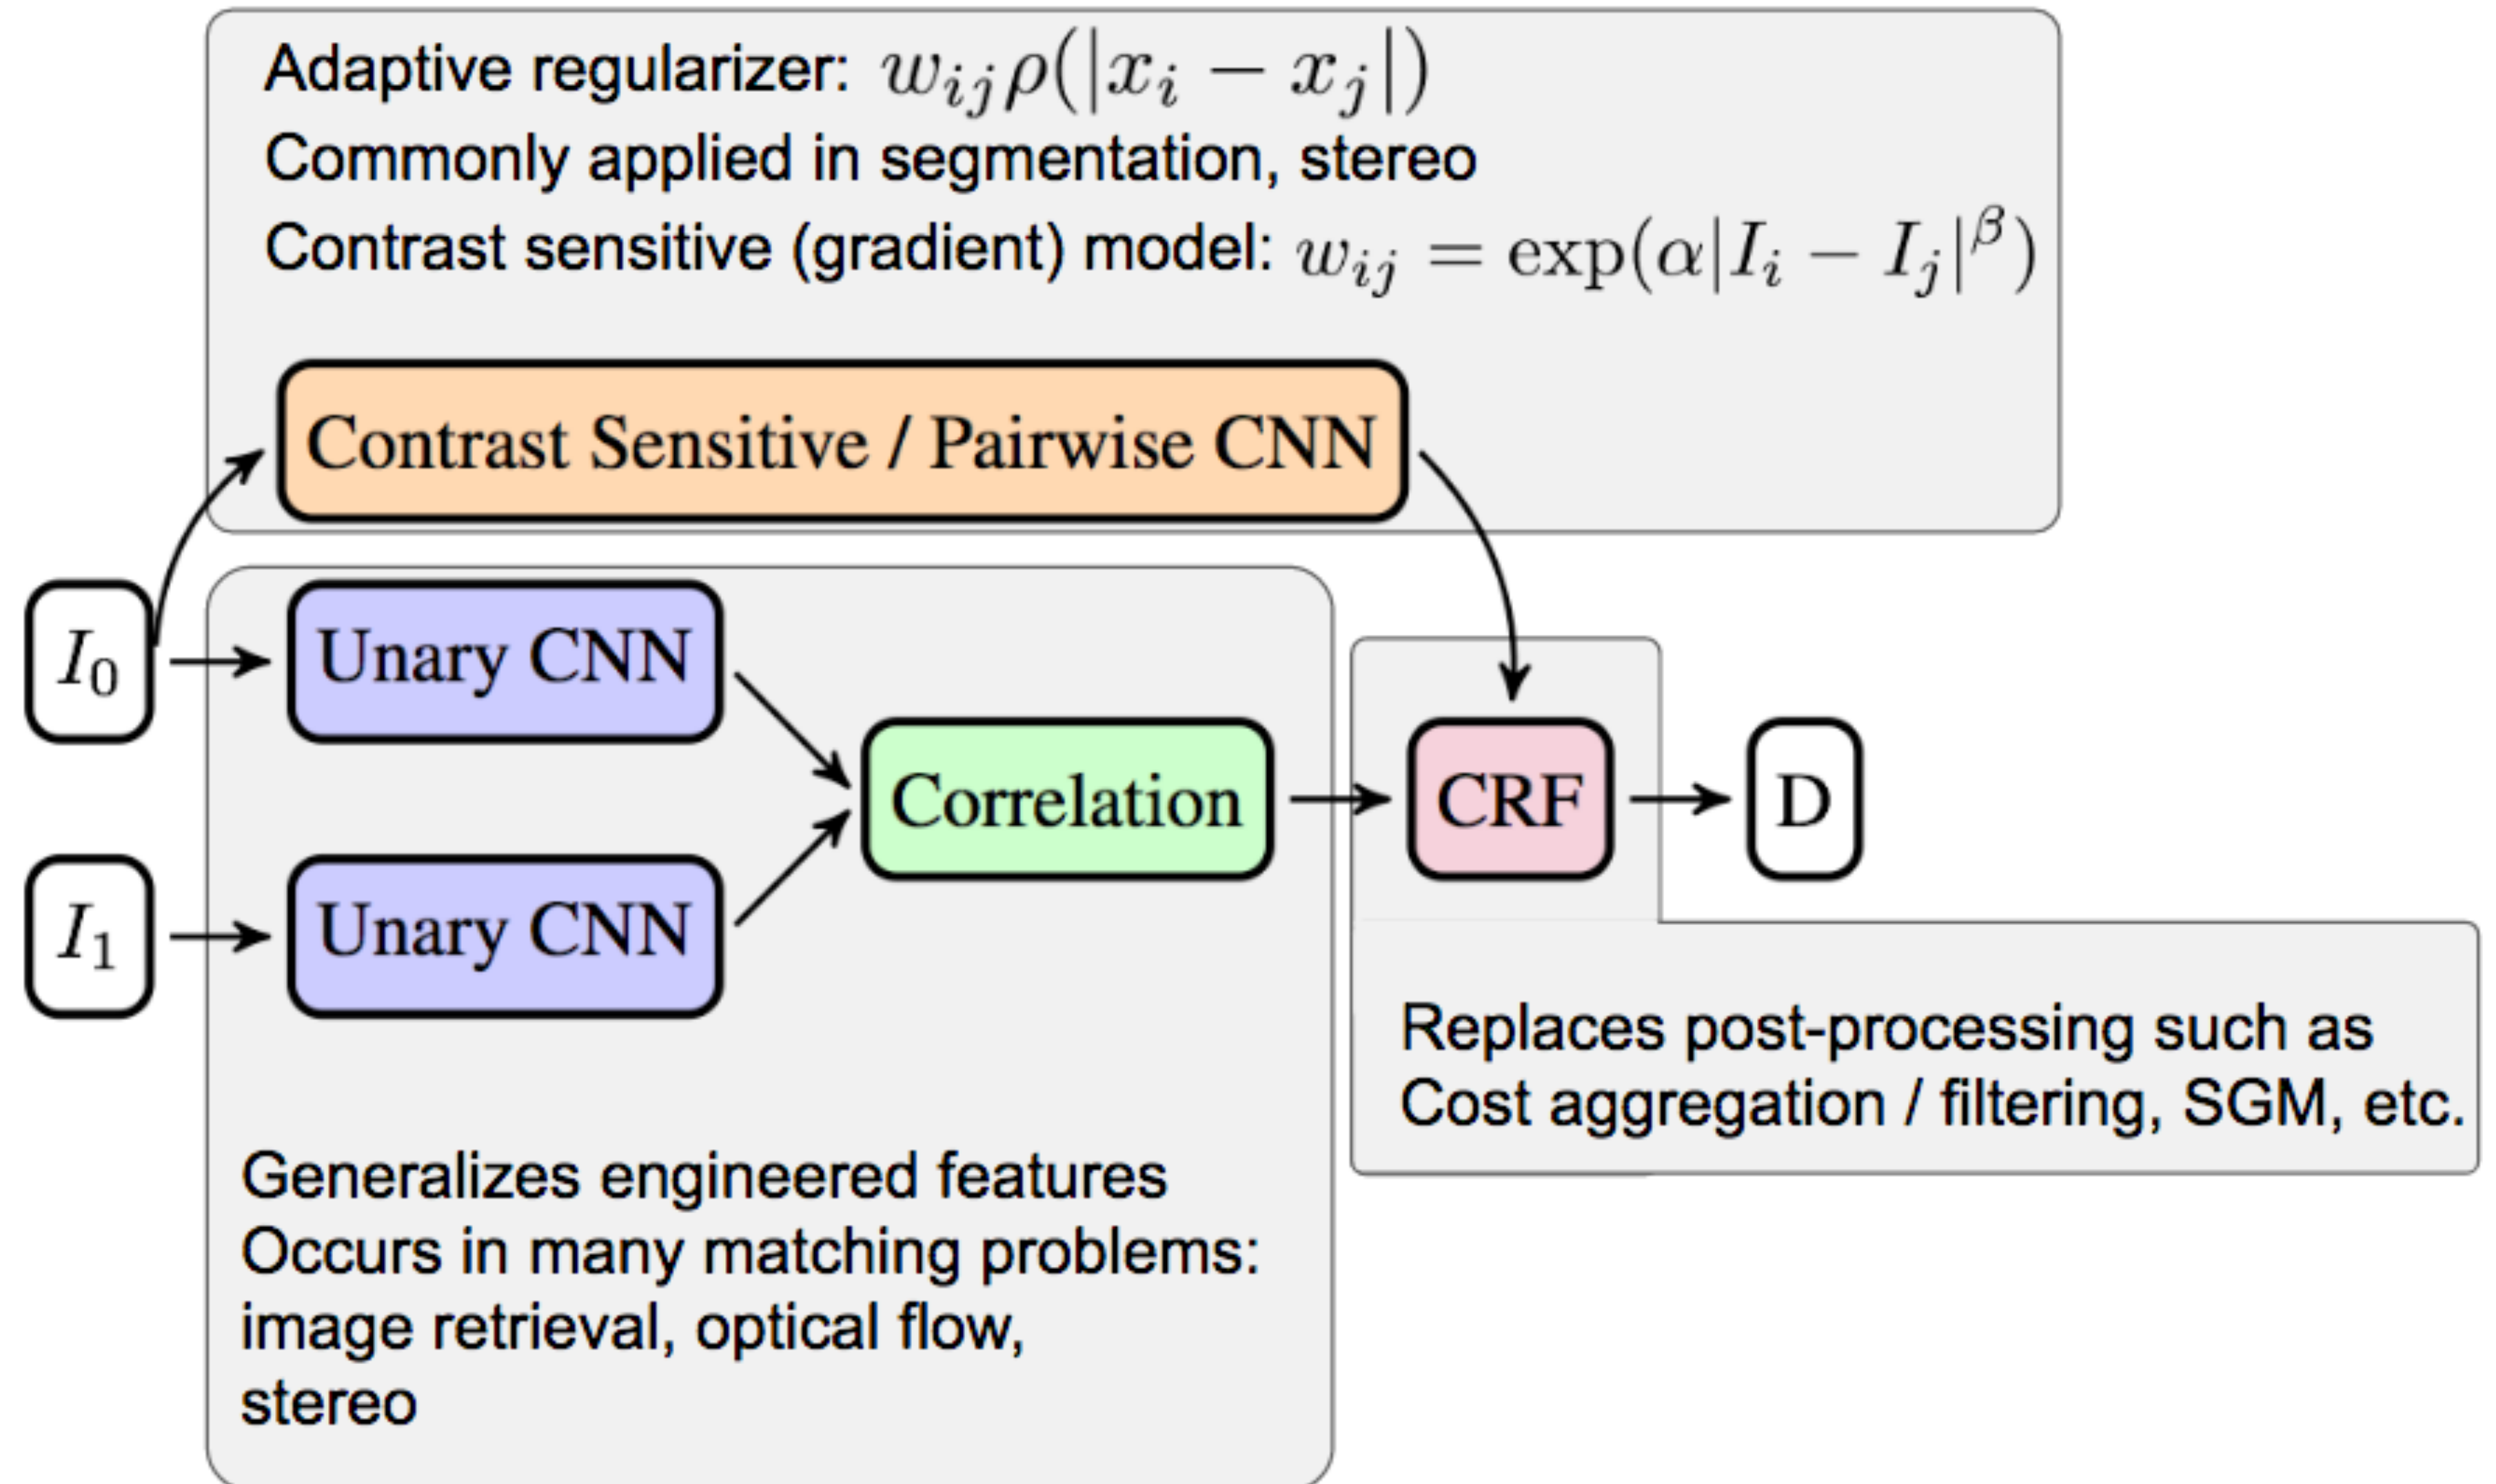 Adaptive regularizer: $w_{ij}\rho(|x_i - x_j|)$
Commonly applied in segmentation, stereo
Contrast sensitive (gradient) model: $w_{ij} = \exp(\alpha|I_i - I_j|^\beta)$
Contrast Sensitive / Pairwise CNN
$I_0$
Unary CNN
Correlation
CRF
D
$I_1$
Unary CNN
Replaces post-processing such as
Cost aggregation / filtering, SGM, etc.
Generalizes engineered features
Occurs in many matching problems:
image retrieval, optical flow,
stereo